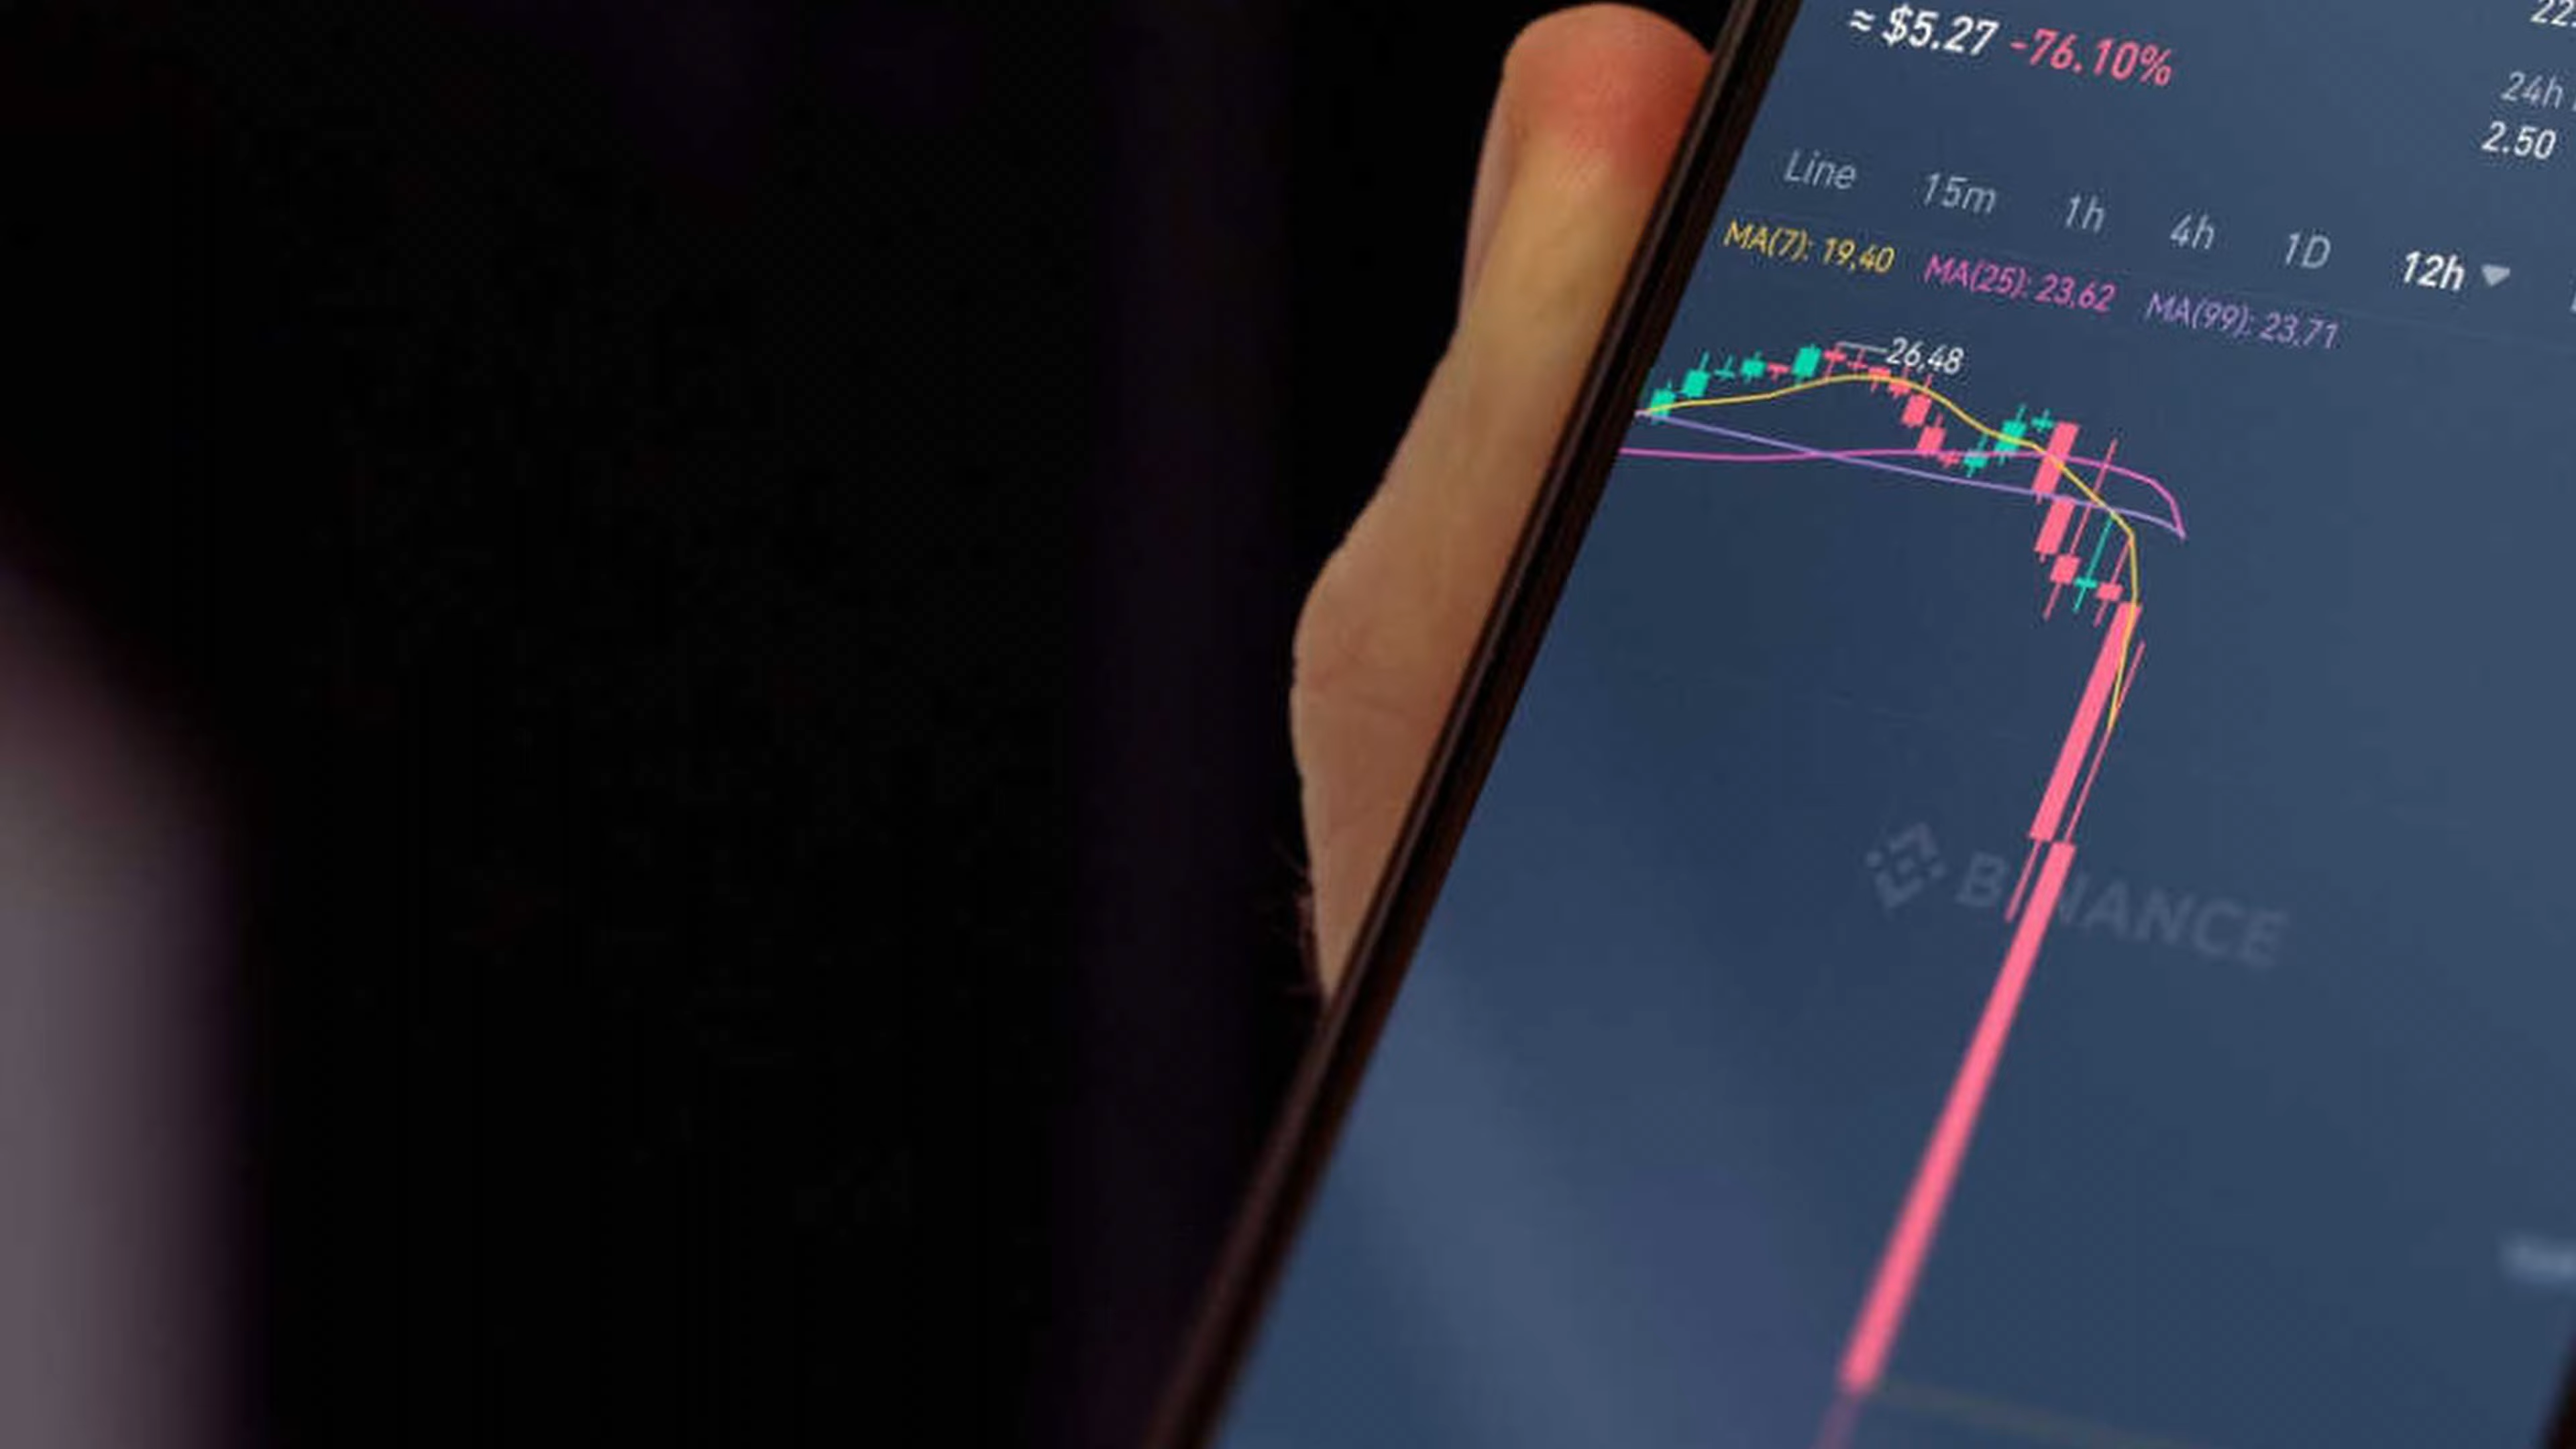 ≈ $5.27 -76.10%
24h
2.50
Line 15m 1h 4h 1D 12h
MA(7): 19,40 MA(25): 23,62 MA(99): 23,71
26,48
BINANCE